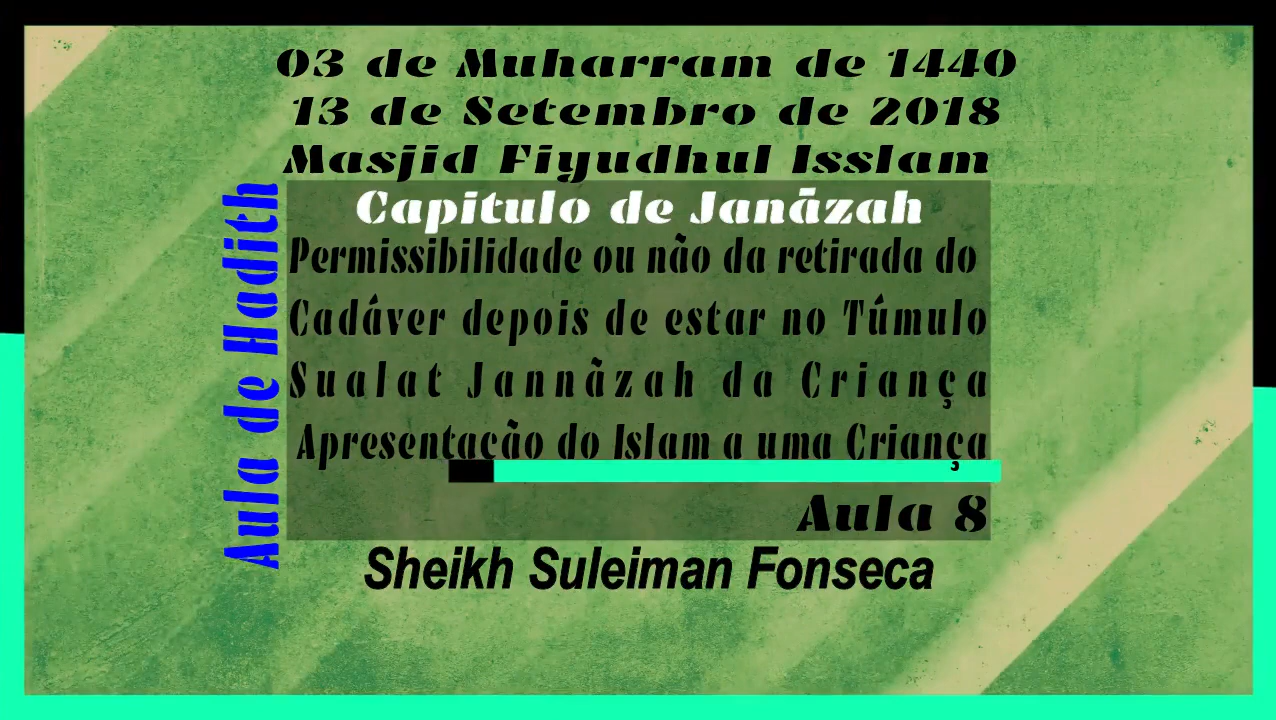 03 de Muharram de 1440
13 de Setembro de 2018
Masjid Fiyudhul Isslam
Aula de Hadith
Capitulo de Janāzah
Permissibilidade ou não da retirada do
Cadáver depois de estar no Túmulo
Sualat Jannãzah da Criança
Apresentação do Islam a uma Criança
Aula 8
Sheikh Suleiman Fonseca